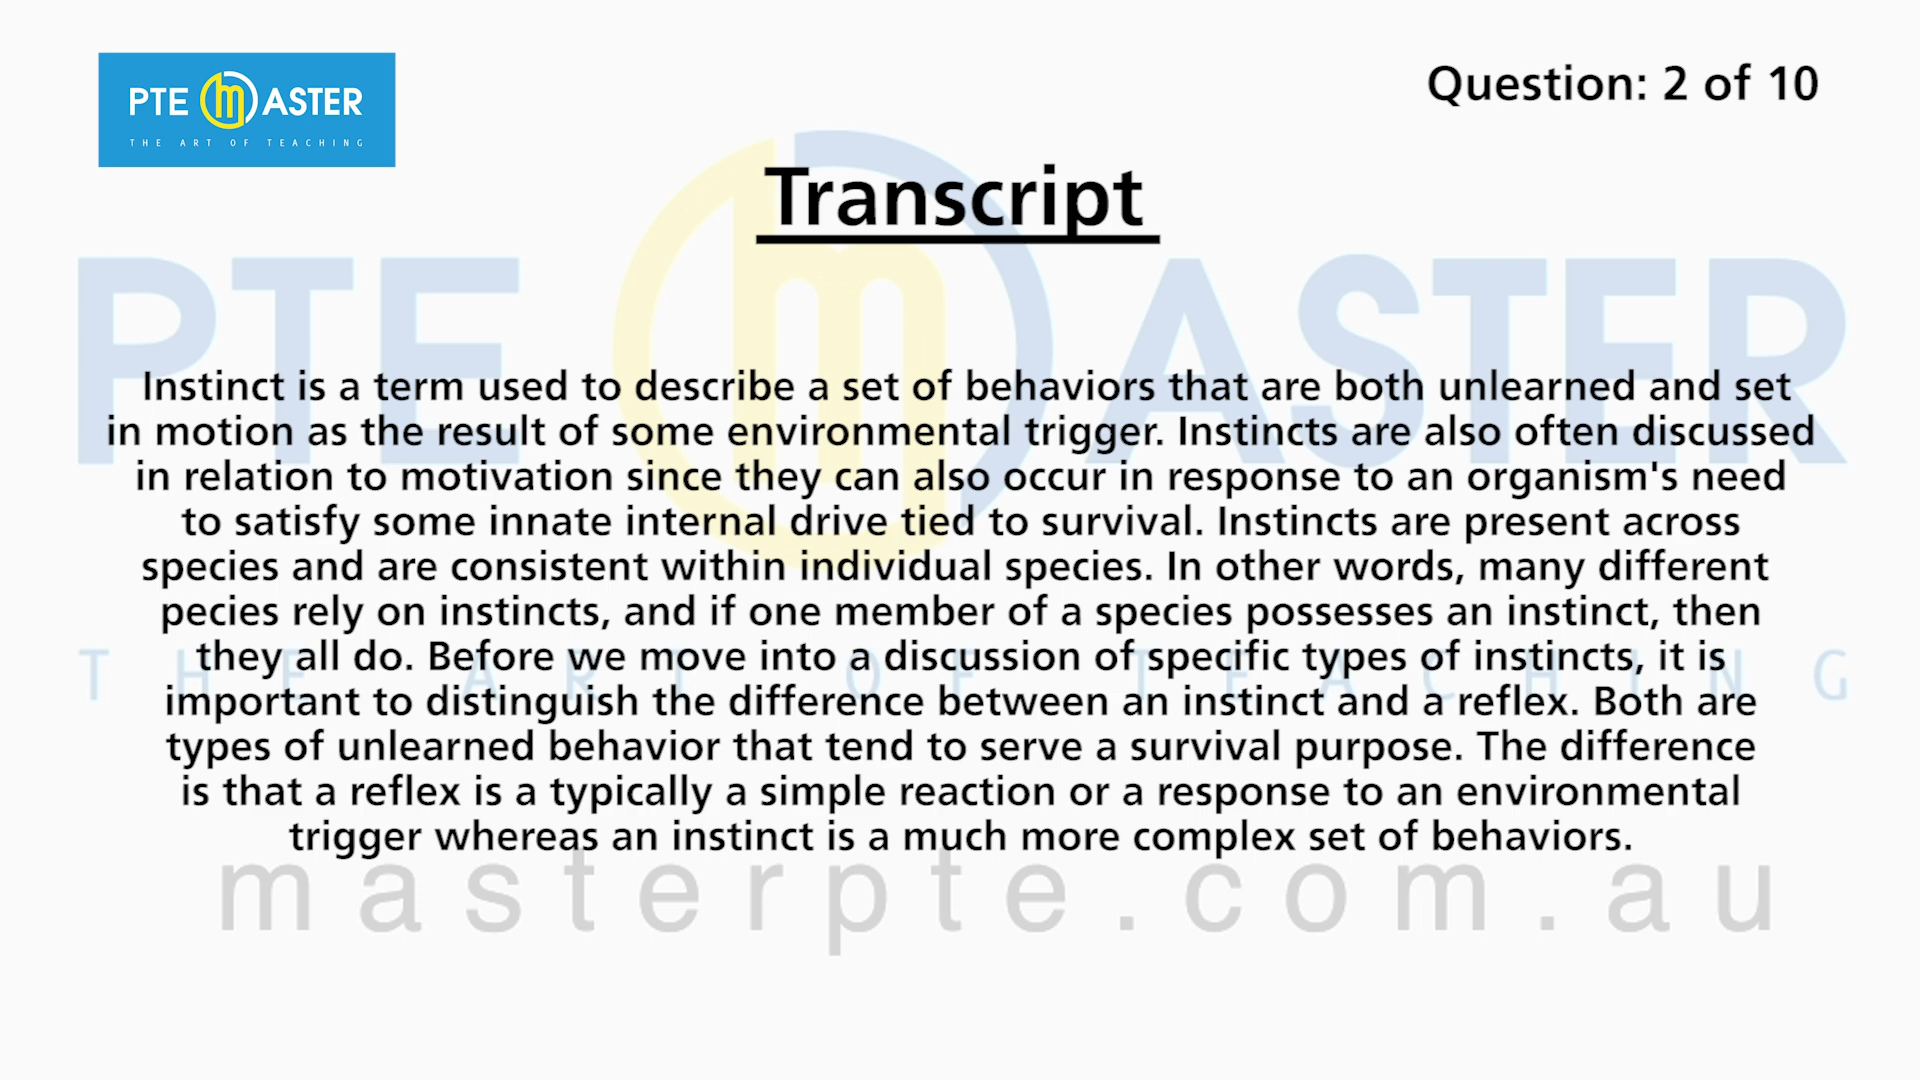 PTE MASTER
THE ART OF TEACHING
Question: 2 of 10
Transcript
PTE MASTER
Instinct is a term used to describe a set of behaviors that are both unlearned and set
in motion as the result of some environmental trigger. Instincts are also often discussed
in relation to motivation since they can also occur in response to an organism's need
to satisfy some innate internal drive tied to survival. Instincts are present across
species and are consistent within individual species. In other words, many different
pecies rely on instincts, and if one member of a species possesses an instinct, then
they all do. Before we move into a discussion of specific types of instincts, it is
important to distinguish the difference between an instinct and a reflex. Both are
types of unlearned behavior that tend to serve a survival purpose. The difference
is that a reflex is a typically a simple reaction or a response to an environmental
trigger whereas an instinct is a much more complex set of behaviors.
THE ART OF TEACHING
masterpte.com.au